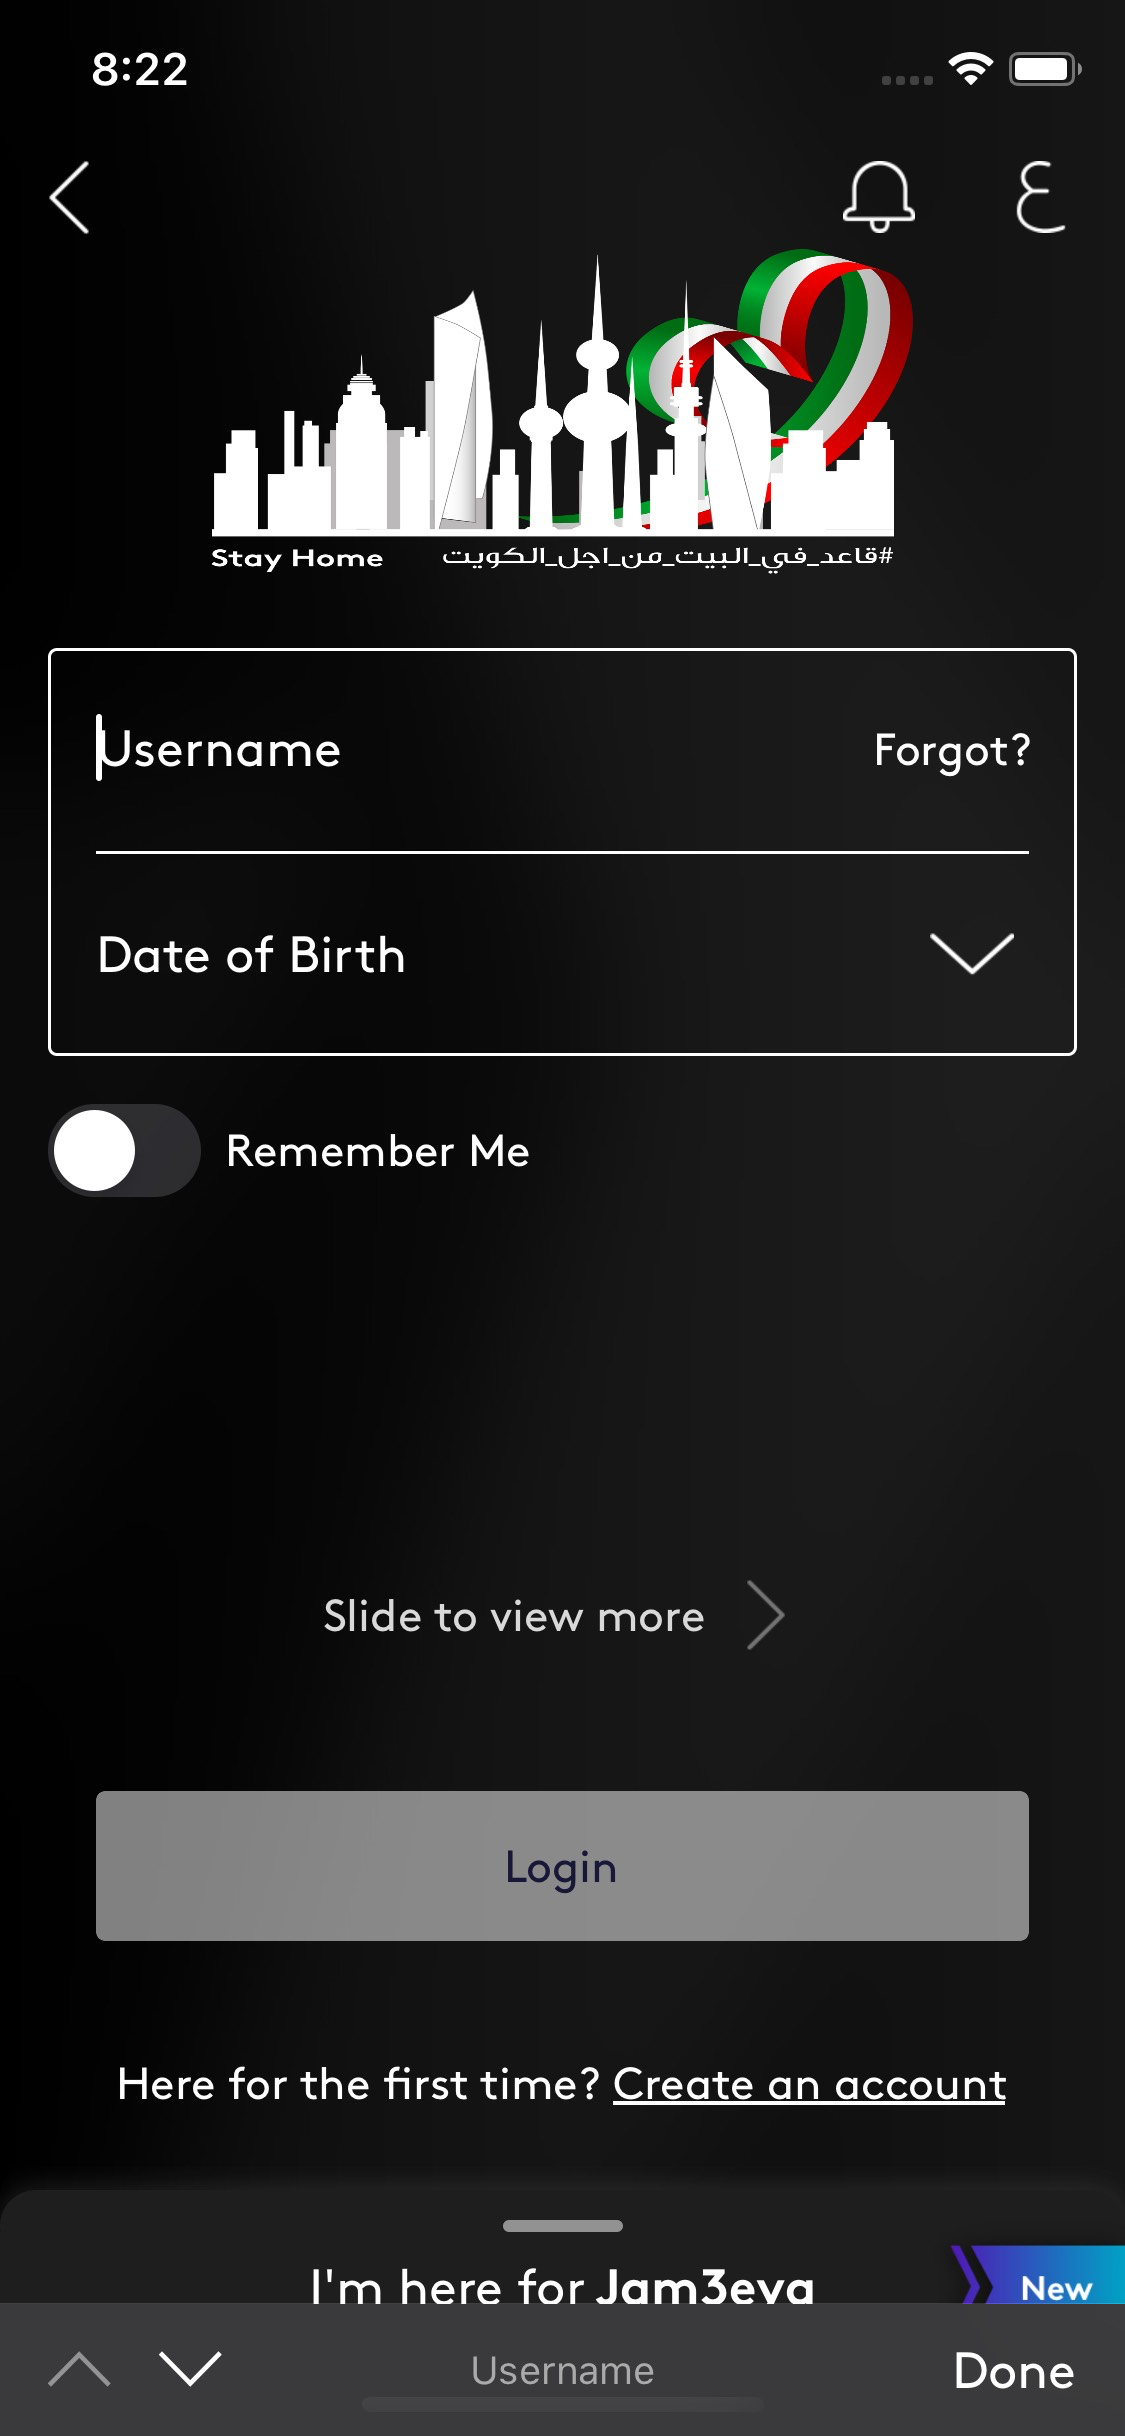 8:22
ع
Stay Home
#قاعد_في_البيت_من_اجل_الكويت
Username
Forgot?
Date of Birth
Remember Me
Slide to view more
Login
Here for the first time? Create an account
I'm here for Jam3eya
New
Username
Done